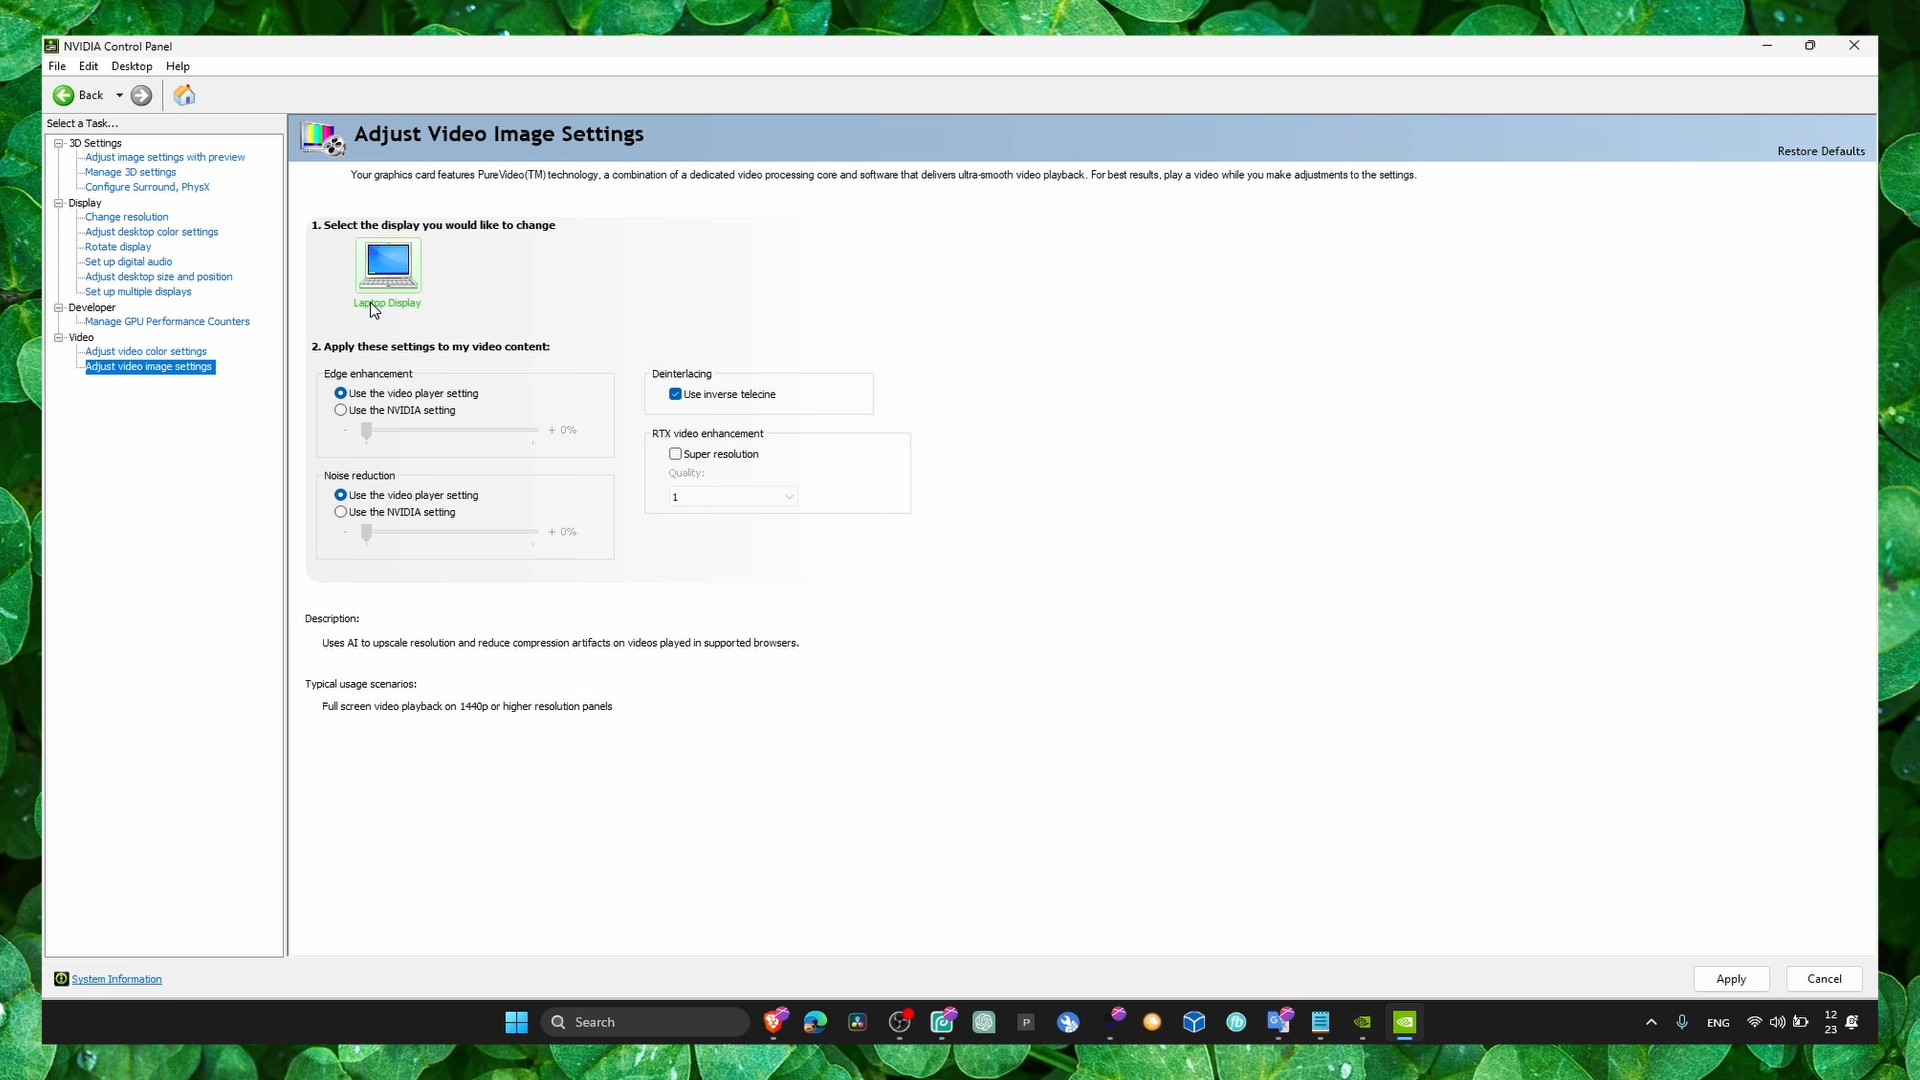 NVIDIA Control Panel
File Edit Desktop Help
Back
Select a Task...
3D Settings
Adjust image settings with preview
Manage 3D settings
Configure Surround, PhysX
Display
Change resolution
Adjust desktop color settings
Rotate display
Set up digital audio
Adjust desktop size and position
Set up multiple displays
Developer
Manage GPU Performance Counters
Video
Adjust video color settings
Adjust video image settings
System Information
Adjust Video Image Settings
Restore Defaults
Your graphics card features PureVideo(TM) technology, a combination of a dedicated video processing core and software that delivers ultra-smooth video playback. For best results, play a video while you make adjustments to the settings.
1. Select the display you would like to change
Laptop Display
2. Apply these settings to my video content:
Edge enhancement
Use the video player setting
Use the NVIDIA setting
- + 0%
Noise reduction
Use the video player setting
Use the NVIDIA setting
- + 0%
Deinterlacing
Use inverse telecine
RTX video enhancement
Super resolution
Quality:
1
Description:
Uses AI to upscale resolution and reduce compression artifacts on videos played in supported browsers.
Typical usage scenarios:
Full screen video playback on 1440p or higher resolution panels
Apply Cancel
Search
P
fb
ENG
12
23